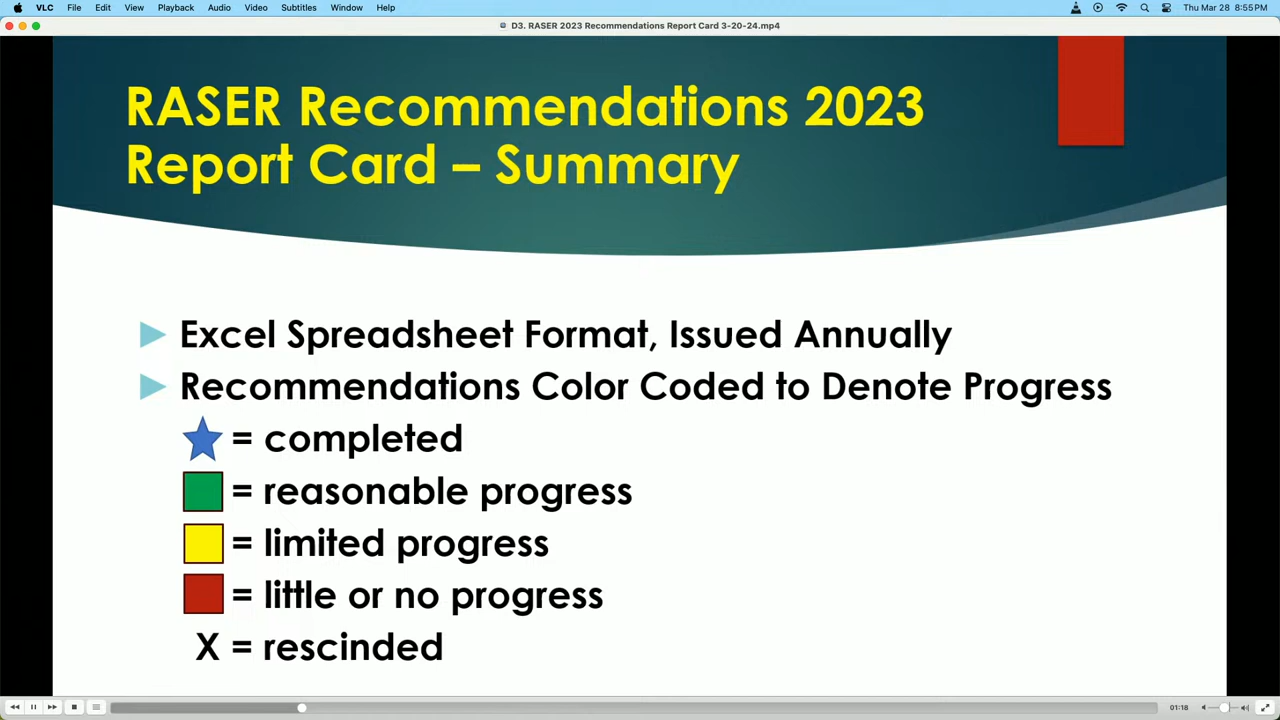 VLC File Edit View Playback Audio Video Subtitles Window Help Thu Mar 28 8:55 PM
D3. RASER 2023 Recommendations Report Card 3-20-24.mp4
RASER Recommendations 2023
Report Card – Summary
Excel Spreadsheet Format, Issued Annually
Recommendations Color Coded to Denote Progress
= completed
= reasonable progress
= limited progress
= little or no progress
X = rescinded
01:18